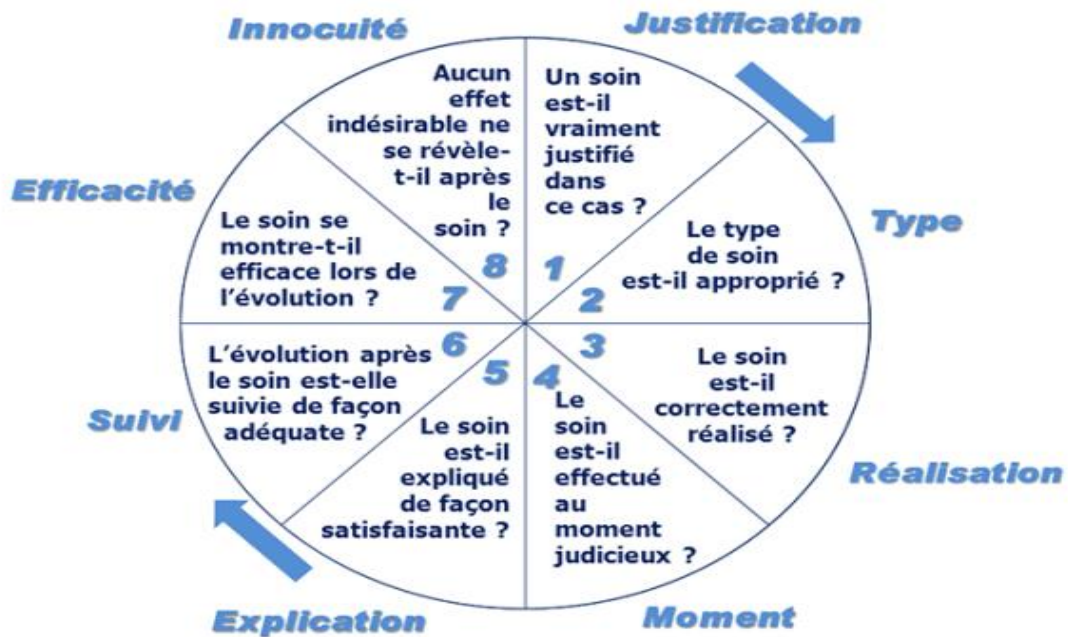 Justification
Un soin
est-il
vraiment
justifié
dans
ce cas ?
1
Type
Le type
de soin
est-il approprié ?
2
Réalisation
Le soin
est-il
correctement
réalisé ?
3
Moment
Le
soin
est-il
effectué
au
moment
judicieux ?
4
Explication
Le soin
est-il
expliqué
de façon
satisfaisante ?
5
Suivi
L'évolution après
le soin est-elle
suivie de façon
adéquate ?
6
Efficacité
Le soin se
montre-t-il
efficace lors de
l'évolution ?
7
Innocuité
Aucun
effet
indésirable ne
se révèle-
t-il après
le
soin ?
8